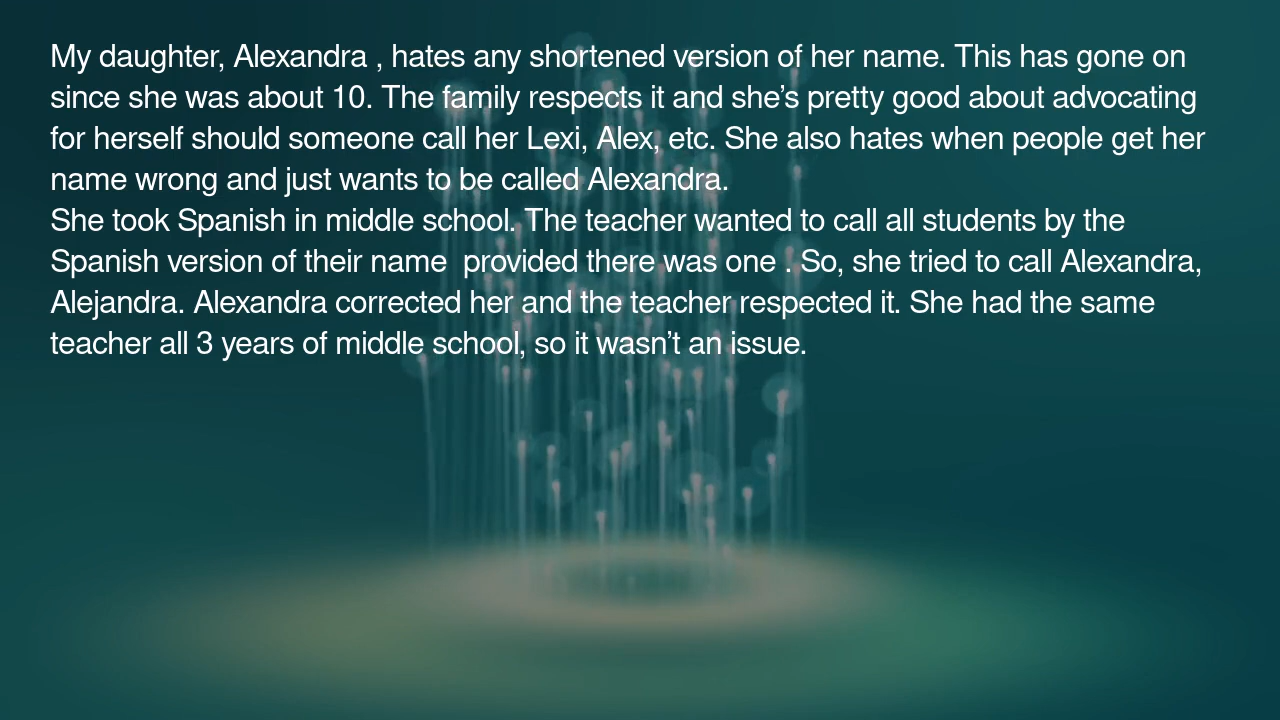 My daughter, Alexandra , hates any shortened version of her name. This has gone on
since she was about 10. The family respects it and she’s pretty good about advocating
for herself should someone call her Lexi, Alex, etc. She also hates when people get her
name wrong and just wants to be called Alexandra.
She took Spanish in middle school. The teacher wanted to call all students by the
Spanish version of their name  provided there was one . So, she tried to call Alexandra,
Alejandra. Alexandra corrected her and the teacher respected it. She had the same
teacher all 3 years of middle school, so it wasn’t an issue.